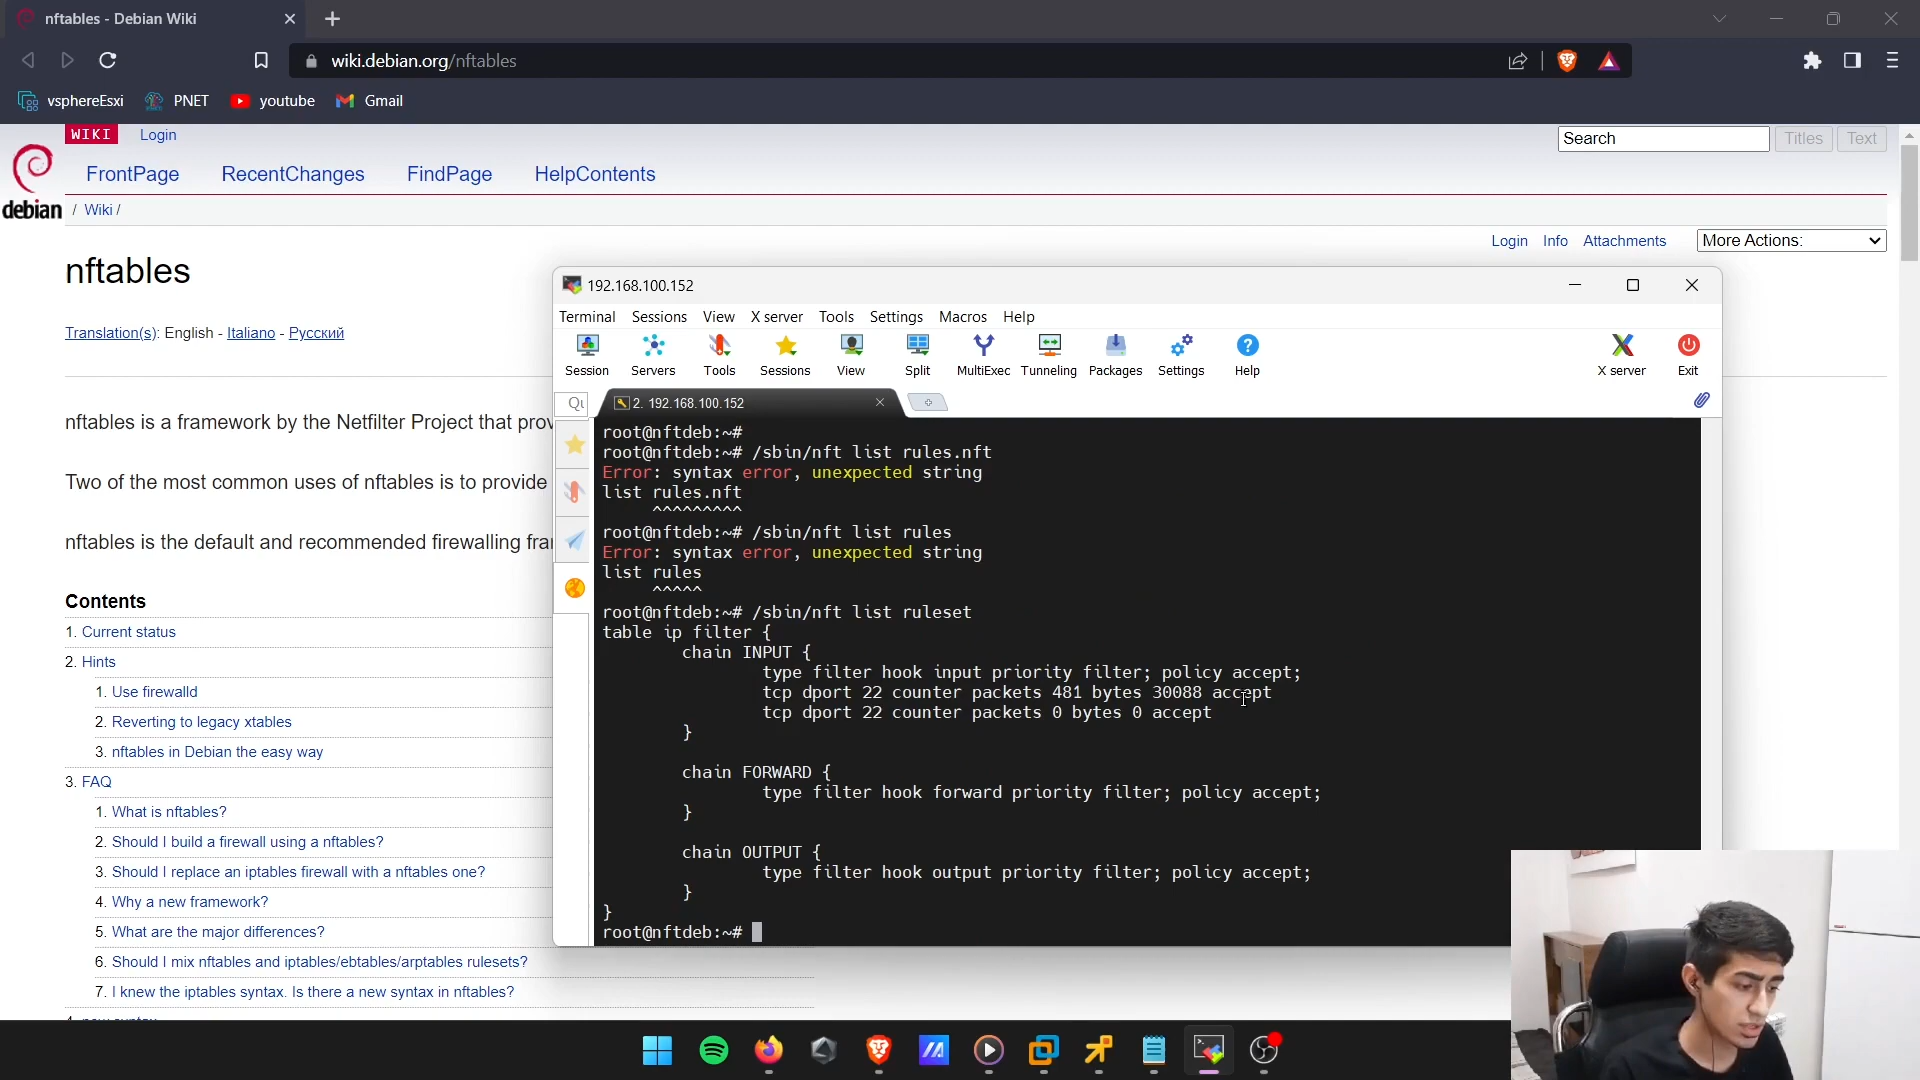 nftables - Debian Wiki
wiki.debian.org/nftables
vsphereEsxi PNET youtube Gmail
WIKI Login
Search Titles Text
FrontPage RecentChanges FindPage HelpContents
debian / Wiki /
Login Info Attachments More Actions:
nftables
Translation(s): English - Italiano - Русский
nftables is a framework by the Netfilter Project that
Two of the most common uses of nftables is to provide
nftables is the default and recommended firewalling
Contents
1. Current status
2. Hints
1. Use firewalld
2. Reverting to legacy xtables
3. nftables in Debian the easy way
3. FAQ
1. What is nftables?
2. Should I build a firewall using a nftables?
3. Should I replace an iptables firewall with a nftables one?
4. Why a new framework?
5. What are the major differences?
6. Should I mix nftables and iptables/ebtables/arptables rulesets?
7. I knew the iptables syntax. Is there a new syntax in nftables?
192.168.100.152
Terminal Sessions View X server Tools Settings Macros Help
Session Servers Tools Sessions View Split MultiExec Tunneling Packages Settings Help X server Exit
2. 192.168.100.152
root@nftdeb:~#
root@nftdeb:~# /sbin/nft list rules.nft
Error: syntax error, unexpected string
list rules.nft
^^^^^^^^^
root@nftdeb:~# /sbin/nft list rules
Error: syntax error, unexpected string
list rules
^^^^^
root@nftdeb:~# /sbin/nft list ruleset
table ip filter {
chain INPUT {
type filter hook input priority filter; policy accept;
tcp dport 22 counter packets 481 bytes 30088 accept
tcp dport 22 counter packets 0 bytes 0 accept
}
chain FORWARD {
type filter hook forward priority filter; policy accept;
}
chain OUTPUT {
type filter hook output priority filter; policy accept;
}
}
root@nftdeb:~#